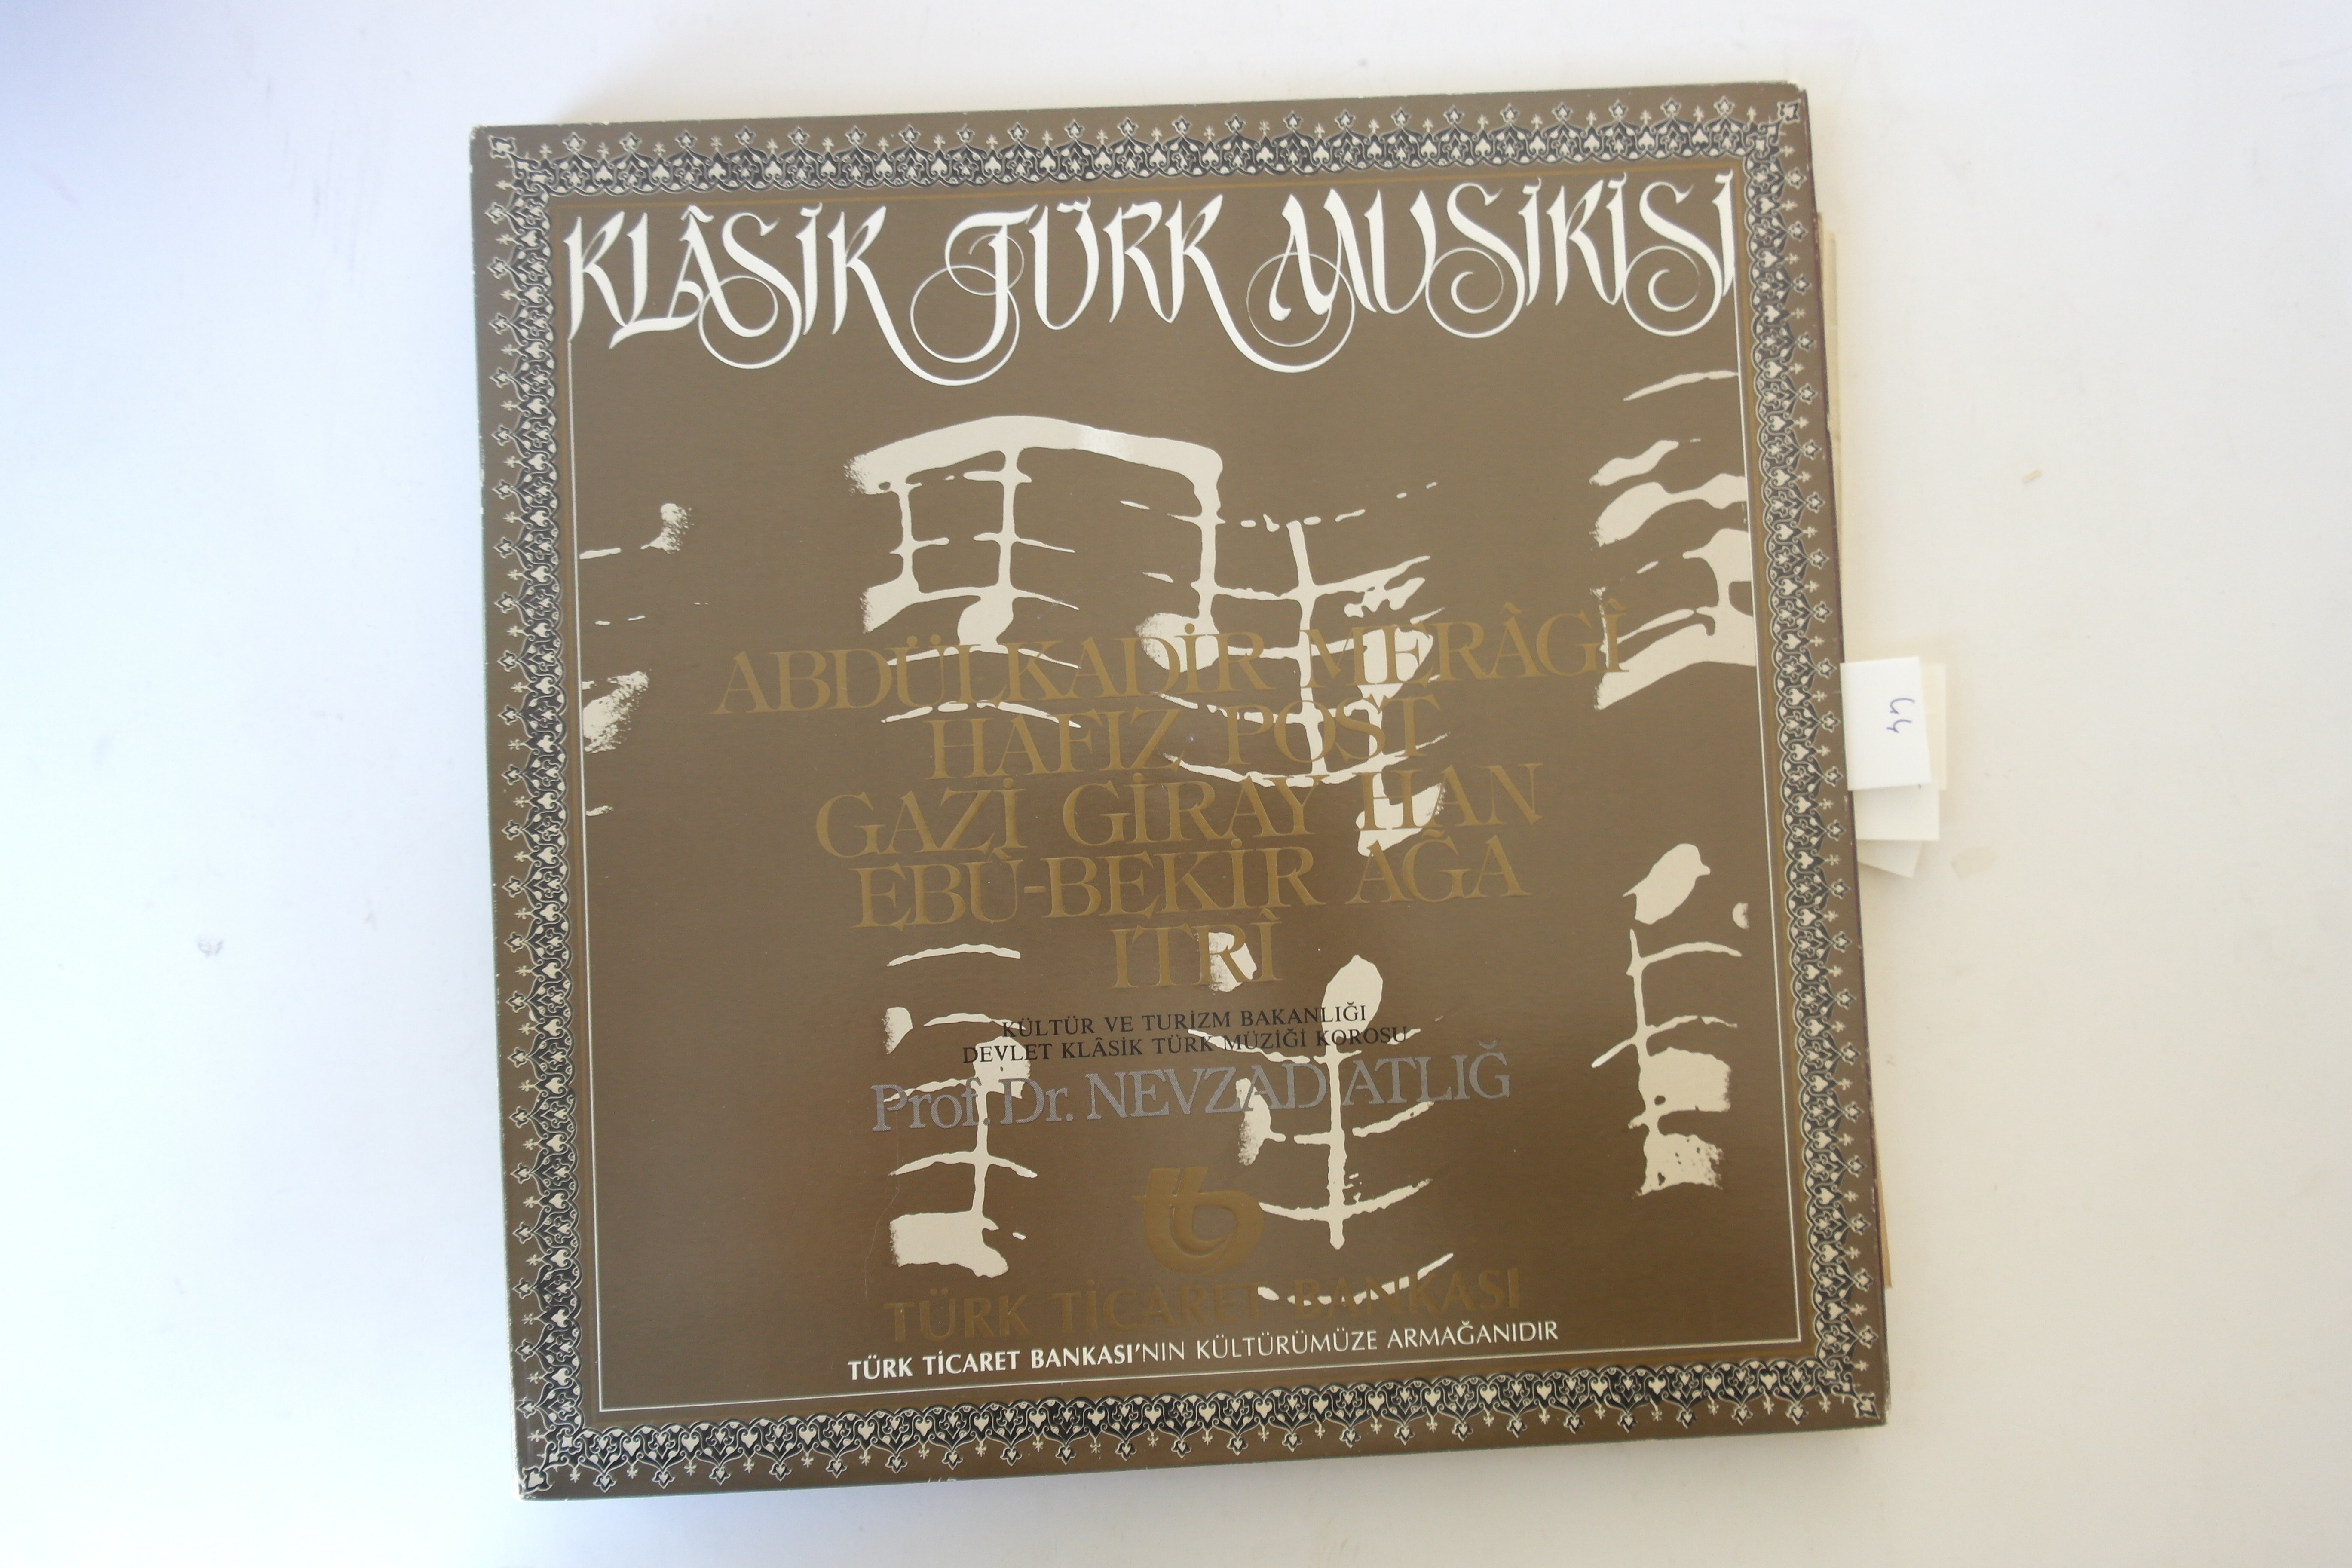 KLÂSİK TÜRK MUSİKİSİ
ABDÜLKADİR MERÂGÎ
HAFIZ POST
GAZİ GİRAY HAN
EBÛ-BEKİR AĞA
ITRÎ
KÜLTÜR VE TURİZM BAKANLIĞI
DEVLET KLÂSİK TÜRK MÜZİĞİ KOROSU
Prof. Dr. NEVZAD ATLIĞ
TÜRK TİCARET BANKASI
TÜRK TİCARET BANKASI'NIN KÜLTÜRÜMÜZE ARMAĞANIDIR